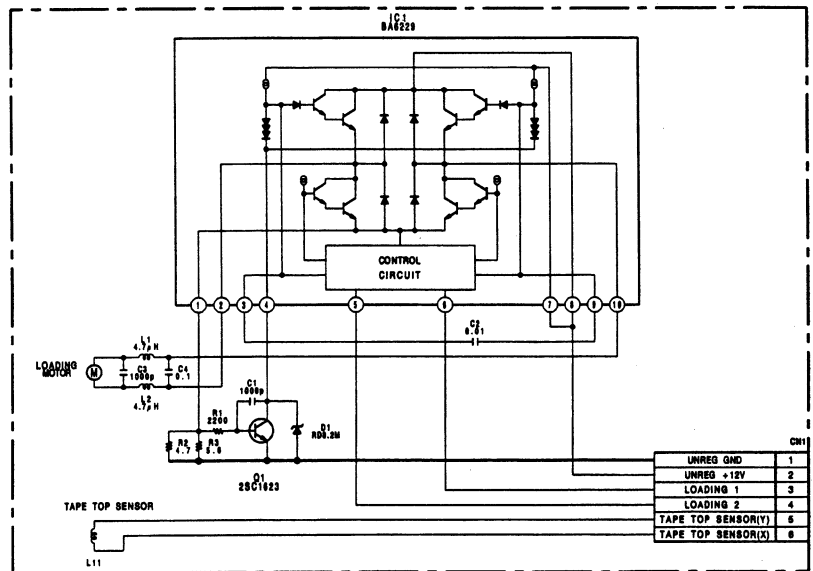 IC1
BA6229
CONTROL
CIRCUIT
1 2 3 4 5 6 7 8 9 10
C2
0.01
L1
4.7μH
LOADING
MOTOR
M
C3
1000p
C4
0.1
L2
4.7μH
C1
1000p
R1
2200
R2
4.7
R3
5.6
D1
Q1
2SC1623
CN1
UNREG GND 1
UNREG +12V 2
LOADING 1 3
LOADING 2 4
TAPE TOP SENSOR(Y) 5
TAPE TOP SENSOR(X) 6
TAPE TOP SENSOR
L11